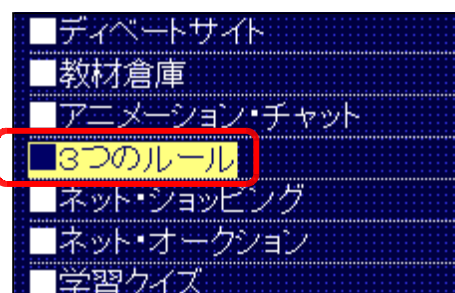 ■ディベートサイト
■教材倉庫
■アニメーション・チャット
■3つのルール
■ネット・ショッピング
■ネット・オークション
■学習クイズ